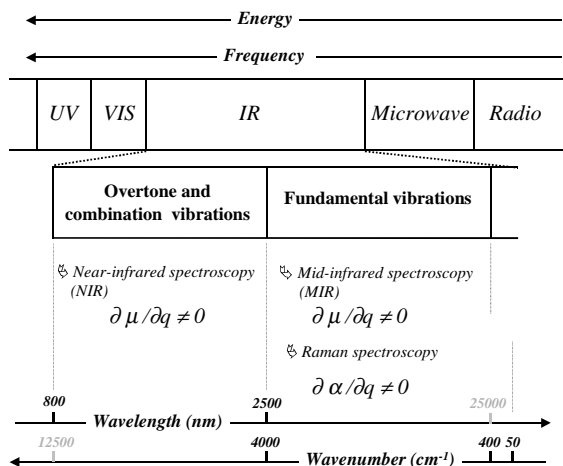 Energy
Frequency
UV VIS IR Microwave Radio
Overtone and combination vibrations
Fundamental vibrations
Near-infrared spectroscopy
(NIR)
∂ μ /∂q ≠ 0
Mid-infrared spectroscopy
(MIR)
∂ μ /∂q ≠ 0
Raman spectroscopy
∂ α /∂q ≠ 0
800 2500 25000
Wavelength (nm)
12500 4000 400 50
Wavenumber (cm⁻¹)